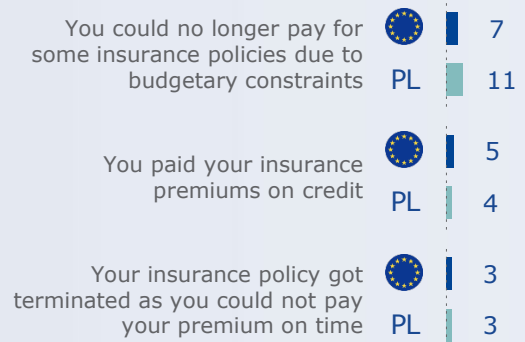 You could no longer pay for
some insurance policies due to
budgetary constraints
7
PL 11
You paid your insurance
premiums on credit
5
PL 4
Your insurance policy got
terminated as you could not pay
your premium on time
3
PL 3